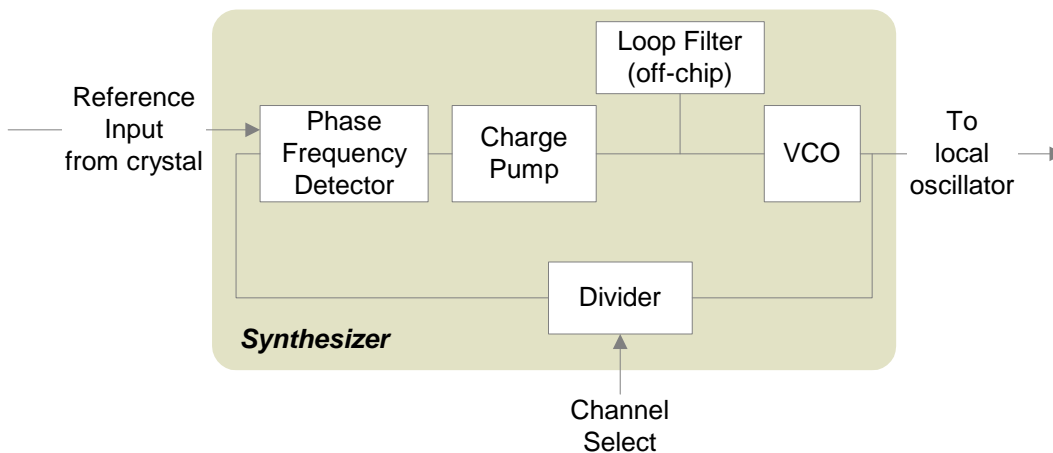 Loop Filter
(off-chip)
Reference
Input
from crystal
Phase
Frequency
Detector
Charge
Pump
VCO
To
local
oscillator
Divider
Synthesizer
Channel
Select